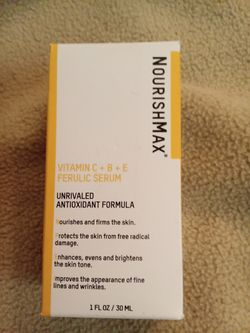 NOURISHMAX®
VITAMIN C + B + E
FERULIC SERUM
UNRIVALED
ANTIOXIDANT FORMULA
Nourishes and firms the skin.
Protects the skin from free radical
damage.
Enhances, evens and brightens
the skin tone.
Improves the appearance of fine
lines and wrinkles.
1 FL OZ / 30 ML